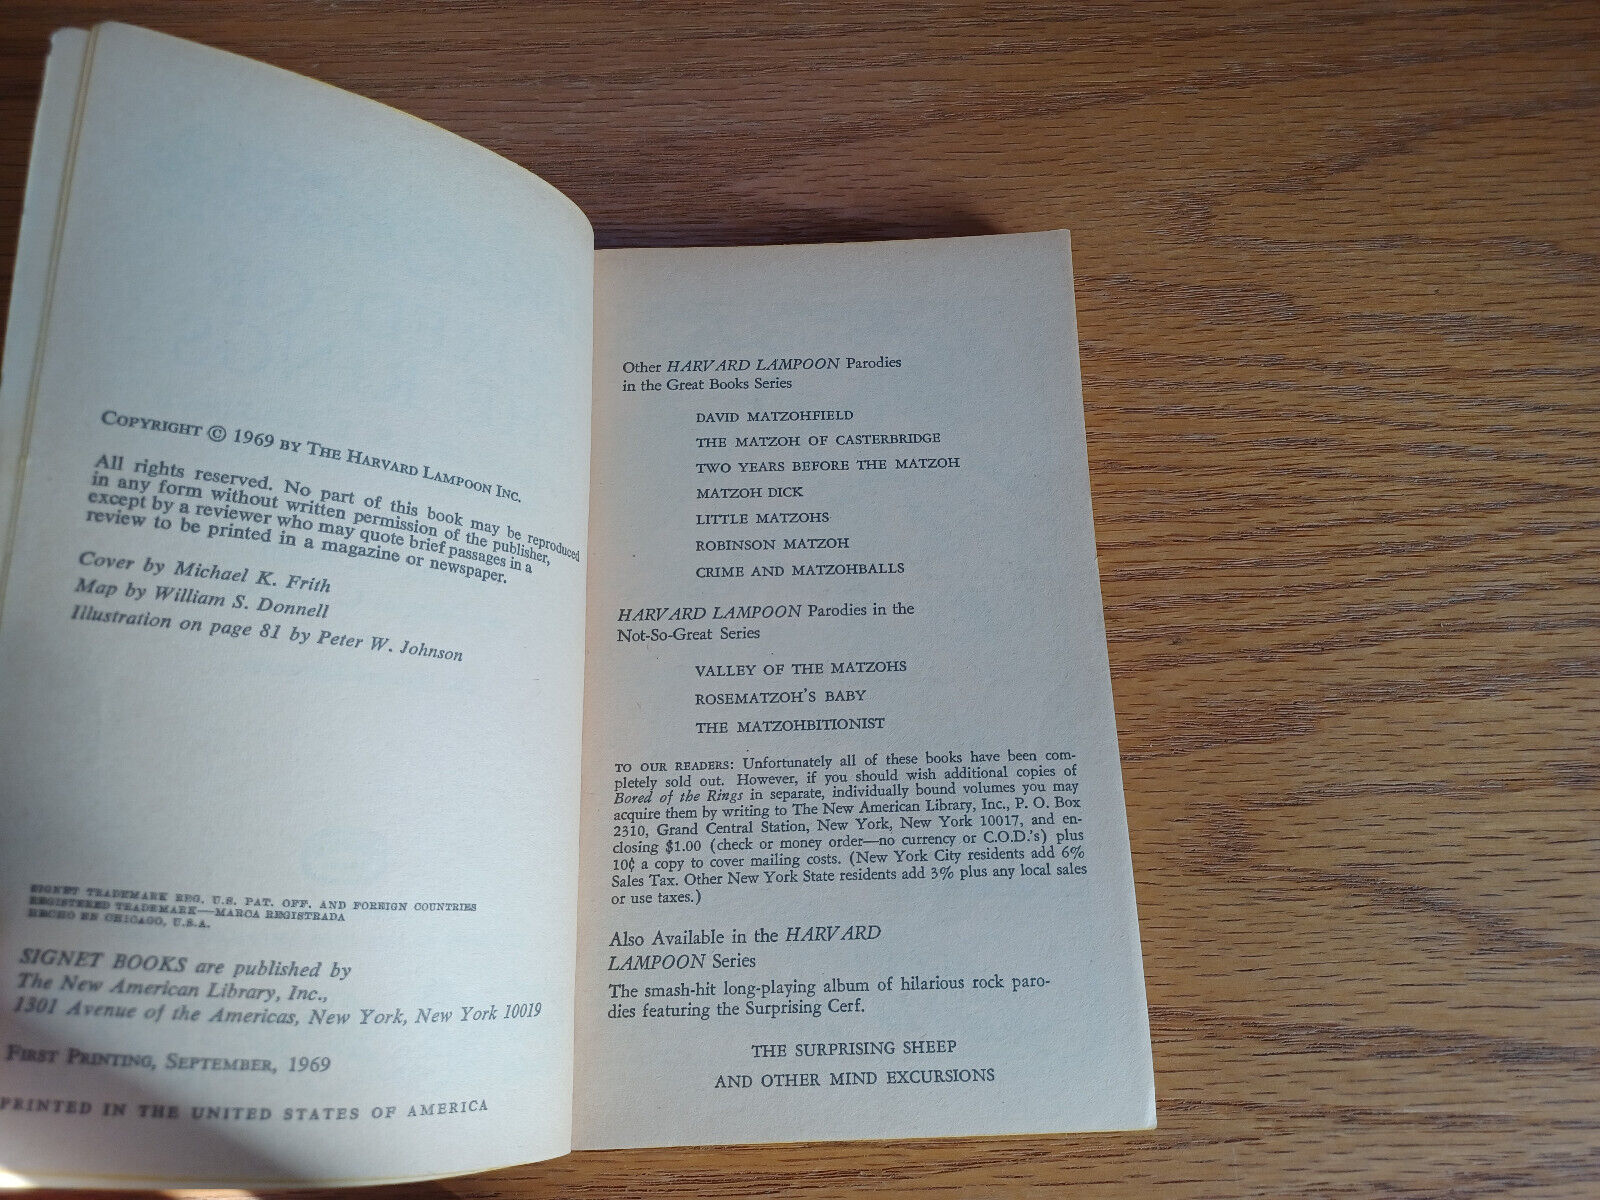 COPYRIGHT © 1969 BY THE HARVARD LAMPOON INC.
All rights reserved. No part of this book may be reproduced
in any form without written permission of the publisher,
except by a reviewer who may quote brief passages in a
review to be printed in a magazine or newspaper.
Cover by Michael K. Frith
Map by William S. Donnell
Illustration on page 81 by Peter W. Johnson
SIGNET TRADEMARK REG. U.S. PAT. OFF. AND FOREIGN COUNTRIES
REGISTERED TRADEMARK—MARCA REGISTRADA
HECHO EN CHICAGO, U.S.A.
SIGNET BOOKS are published by
The New American Library, Inc.,
1301 Avenue of the Americas, New York, New York 10019
FIRST PRINTING, SEPTEMBER, 1969
PRINTED IN THE UNITED STATES OF AMERICA
Other HARVARD LAMPOON Parodies
in the Great Books Series
DAVID MATZOHFIELD
THE MATZOH OF CASTERBRIDGE
TWO YEARS BEFORE THE MATZOH
MATZOH DICK
LITTLE MATZOHS
ROBINSON MATZOH
CRIME AND MATZOHBALLS
HARVARD LAMPOON Parodies in the
Not-So-Great Series
VALLEY OF THE MATZOHS
ROSEMATZOH'S BABY
THE MATZOHBITIONIST
TO OUR READERS: Unfortunately all of these books have been com-
pletely sold out. However, if you should wish additional copies of
Bored of the Rings in separate, individually bound volumes you may
acquire them by writing to The New American Library, Inc., P. O. Box
2310, Grand Central Station, New York, New York 10017, and en-
closing $1.00 (check or money order—no currency or C.O.D.'s) plus
10¢ a copy to cover mailing costs. (New York City residents add 6%
Sales Tax. Other New York State residents add 3% plus any local sales
or use taxes.)
Also Available in the HARVARD
LAMPOON Series
The smash-hit long-playing album of hilarious rock paro-
dies featuring the Surprising Cerf.
THE SURPRISING SHEEP
AND OTHER MIND EXCURSIONS